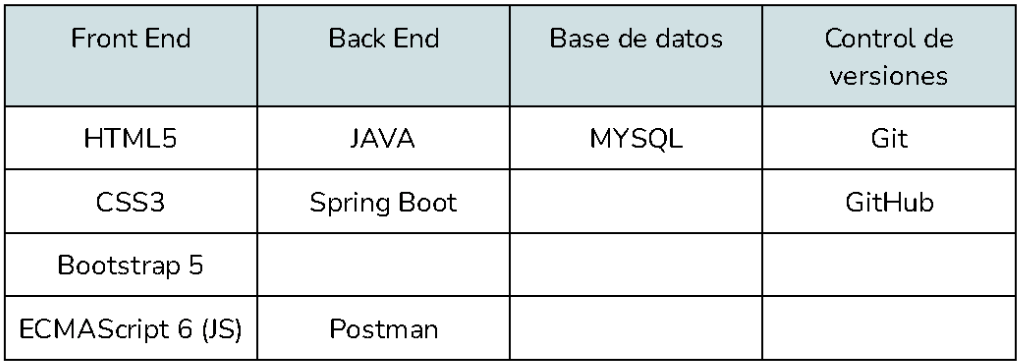 Front End
Back End
Base de datos
Control de
versiones
HTML5
JAVA
MYSQL
Git
CSS3
Spring Boot
GitHub
Bootstrap 5
ECMAScript 6 (JS)
Postman